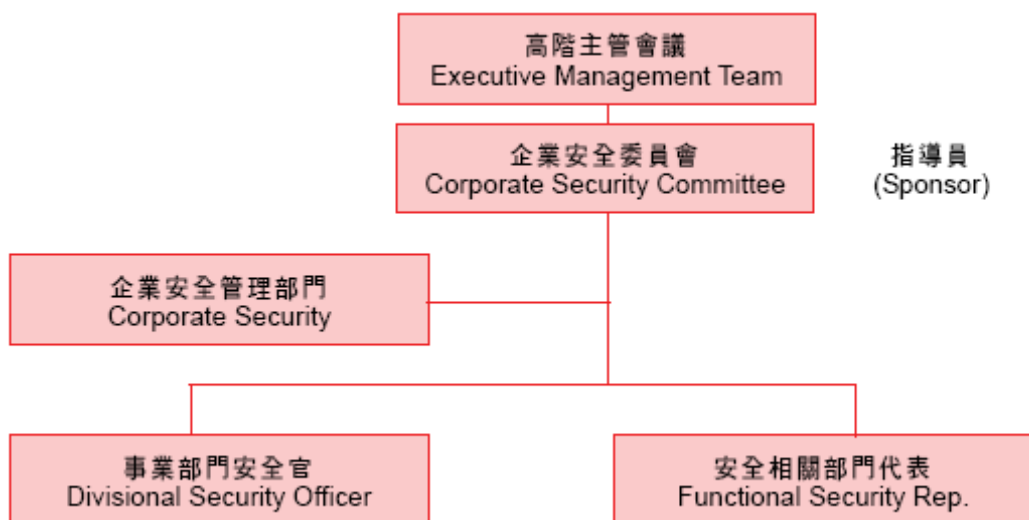 高階主管會議
Executive Management Team
企業安全委員會
Corporate Security Committee
指導員
(Sponsor)
企業安全管理部門
Corporate Security
事業部門安全官
Divisional Security Officer
安全相關部門代表
Functional Security Rep.